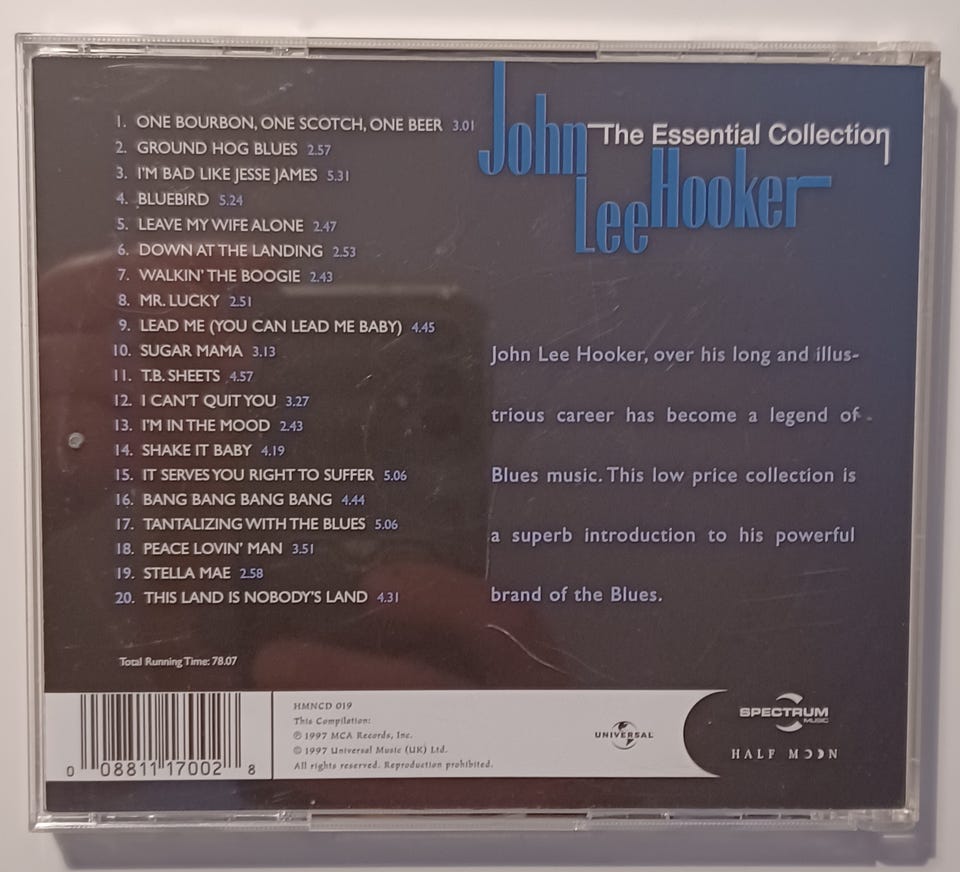 1. ONE BOURBON, ONE SCOTCH, ONE BEER 3.01
2. GROUND HOG BLUES 2.57
3. I'M BAD LIKE JESSE JAMES 5.31
4. BLUEBIRD 5.24
5. LEAVE MY WIFE ALONE 2.47
6. DOWN AT THE LANDING 2.53
7. WALKIN' THE BOOGIE 2.43
8. MR. LUCKY 2.51
9. LEAD ME (YOU CAN LEAD ME BABY) 4.45
10. SUGAR MAMA 3.13
11. T.B. SHEETS 4.57
12. I CAN'T QUIT YOU 3.27
13. I'M IN THE MOOD 2.43
14. SHAKE IT BABY 4.19
15. IT SERVES YOU RIGHT TO SUFFER 5.06
16. BANG BANG BANG BANG 4.44
17. TANTALIZING WITH THE BLUES 5.06
18. PEACE LOVIN' MAN 3.51
19. STELLA MAE 2.58
20. THIS LAND IS NOBODY'S LAND 4.31
Total Running Time: 78.07
The Essential Collection
John
Lee Hooker
John Lee Hooker, over his long and illus-
trious career has become a legend of
Blues music. This low price collection is
a superb introduction to his powerful
brand of the Blues.
0 08811 17002 8
HMNCD 019
This Compilation:
℗ 1997 MCA Records, Inc.
© 1997 Universal Music (UK) Ltd.
All rights reserved. Reproduction prohibited.
UNIVERSAL
SPECTRUM
MUSIC
HALF MOON